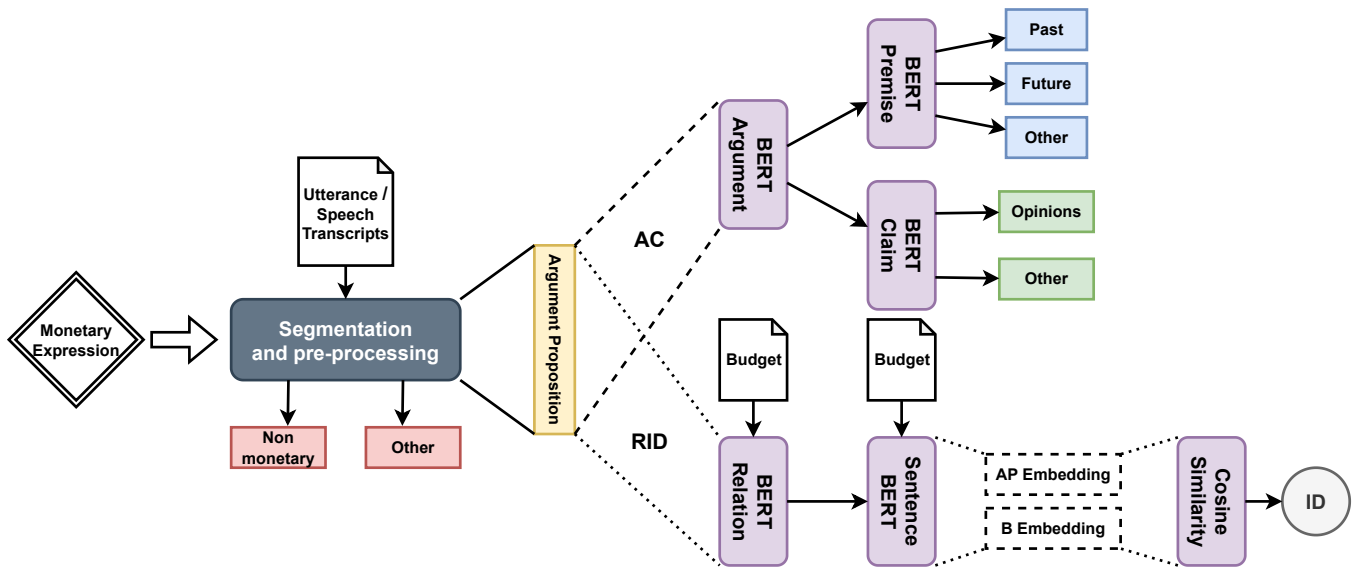 Monetary
Expression
Utterance /
Speech
Transcripts
Segmentation
and pre-processing
Non
monetary
Other
Argument Proposition
AC
RID
BERT
Argument
BERT
Premise
Past
Future
Other
BERT
Claim
Opinions
Other
Budget
Budget
BERT
Relation
Sentence
BERT
AP Embedding
B Embedding
Cosine
Similarity
ID